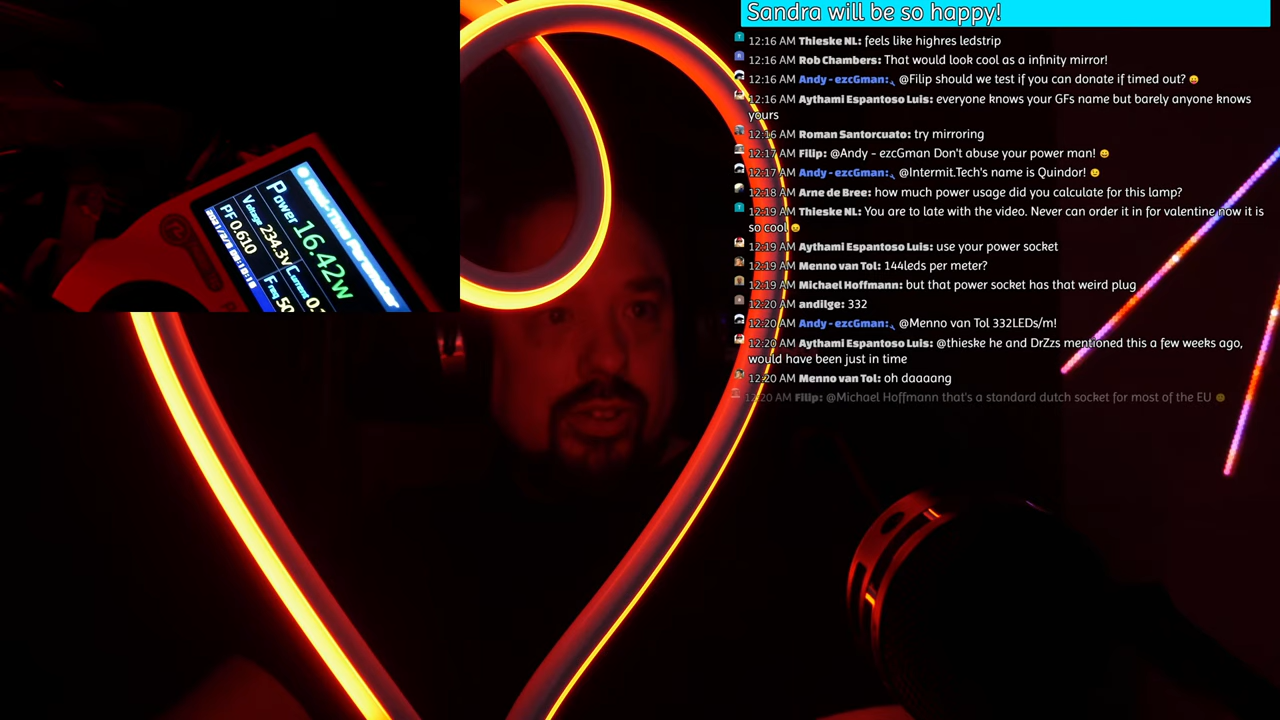 Sandra will be so happy!
12:16 AM Thieske NL: feels like highres ledstrip
12:16 AM Rob Chambers: That would look cool as a infinity mirror!
12:16 AM Andy - ezcGman: @Filip should we test if you can donate if timed out?
12:16 AM Aythami Espantoso Luis: everyone knows your GFs name but barely anyone knows
yours
12:16 AM Roman Santorcuato: try mirroring
12:17 AM Filip: @Andy - ezcGman Don't abuse your power man!
12:17 AM Andy - ezcGman: @Intermit.Tech's name is Quindor!
12:18 AM Arne de Bree: how much power usage did you calculate for this lamp?
12:19 AM Thieske NL: You are to late with the video. Never can order it in for valentine now it is
so cool
12:19 AM Aythami Espantoso Luis: use your power socket
12:19 AM Menno van Tol: 144leds per meter?
12:19 AM Michael Hoffmann: but that power socket has that weird plug
12:20 AM andilge: 332
12:20 AM Andy - ezcGman: @Menno van Tol 332LEDs/m!
12:20 AM Aythami Espantoso Luis: @thieske he and DrZzs mentioned this a few weeks ago,
would have been just in time
12:20 AM Menno van Tol: oh daaaang
12:20 AM Filip: @Michael Hoffmann that's a standard dutch socket for most of the EU
Power
16.42w
Voltage
234.3v
Current
0.
PF 0.610
Freq 50